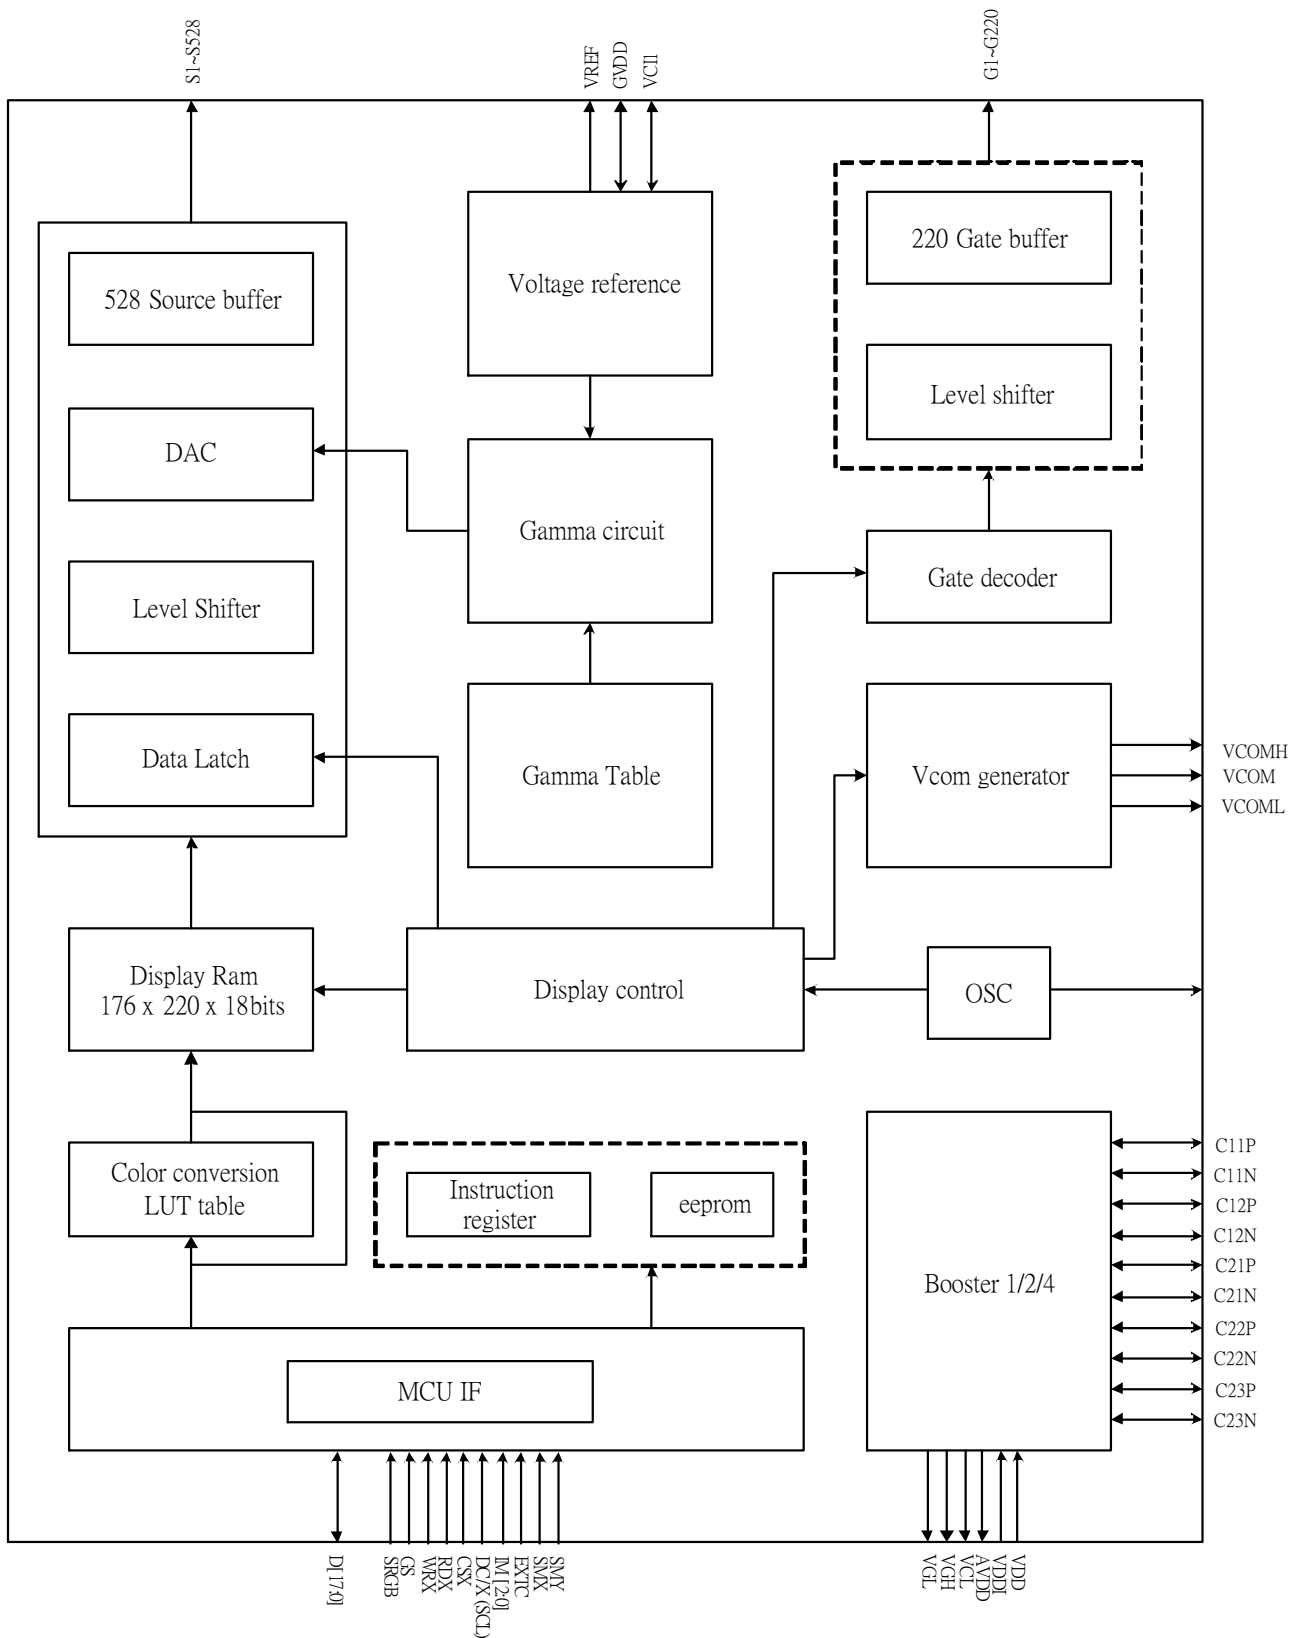 S1~S528
VREF
GVDD
VCI1
G1~G220
528 Source buffer
Voltage reference
220 Gate buffer
Level shifter
DAC
Gamma circuit
Gate decoder
Level Shifter
Data Latch
Gamma Table
Vcom generator
VCOMH
VCOM
VCOML
Display Ram
176 x 220 x 18bits
Display control
OSC
Color conversion
LUT table
Instruction
register
eeprom
Booster 1/2/4
C11P
C11N
C12P
C12N
C21P
C21N
C22P
C22N
C23P
C23N
MCU IF
D[17:0]
SRGB
GS
WRX
RDX
CSX
DC/X (SCL)
IM [2:0]
EXTC
SMX
SMY
VGL
VGH
VCL
AVDD
VDDI
VDD